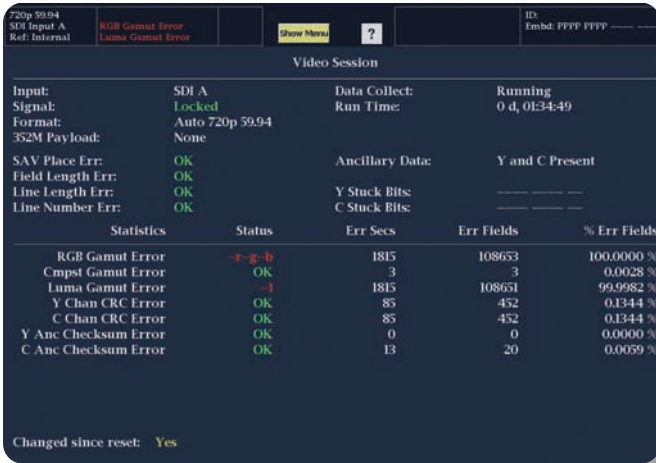 720p 59.94
SDI Input A
Ref: Internal
RGB Gamut Error
Luma Gamut Error
Show Menu
?
ID:
Embd: PPPP PPPP ---- ----
Video Session
Input: SDI A Data Collect: Running
Signal: Locked Run Time: 0 d, 01:34:49
Format: Auto 720p 59.94
352M Payload: None
SAV Place Err: OK Ancillary Data: Y and C Present
Field Length Err: OK
Line Length Err: OK Y Stuck Bits: ---- ---- --
Line Number Err: OK C Stuck Bits: ---- ---- --
Statistics Status Err Secs Err Fields % Err Fields
RGB Gamut Error -r-g-b 1815 108653 100.0000 %
Cmpst Gamut Error OK 3 3 0.0028 %
Luma Gamut Error -l 1815 108651 99.9982 %
Y Chan CRC Error OK 85 452 0.1344 %
C Chan CRC Error OK 85 452 0.1344 %
Y Anc Checksum Error OK 0 0 0.0000 %
C Anc Checksum Error OK 13 20 0.0059 %
Changed since reset: Yes